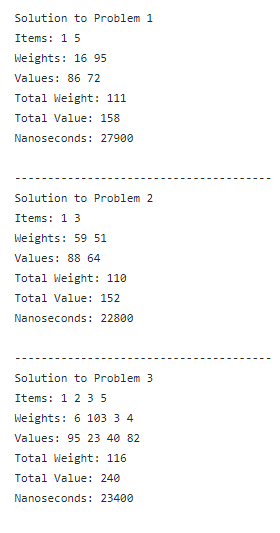 Solution to Problem 1
Items: 1 5
Weights: 16 95
Values: 86 72
Total Weight: 111
Total Value: 158
Nanoseconds: 27900
---------------------------------------
Solution to Problem 2
Items: 1 3
Weights: 59 51
Values: 88 64
Total Weight: 110
Total Value: 152
Nanoseconds: 22800
---------------------------------------
Solution to Problem 3
Items: 1 2 3 5
Weights: 6 103 3 4
Values: 95 23 40 82
Total Weight: 116
Total Value: 240
Nanoseconds: 23400